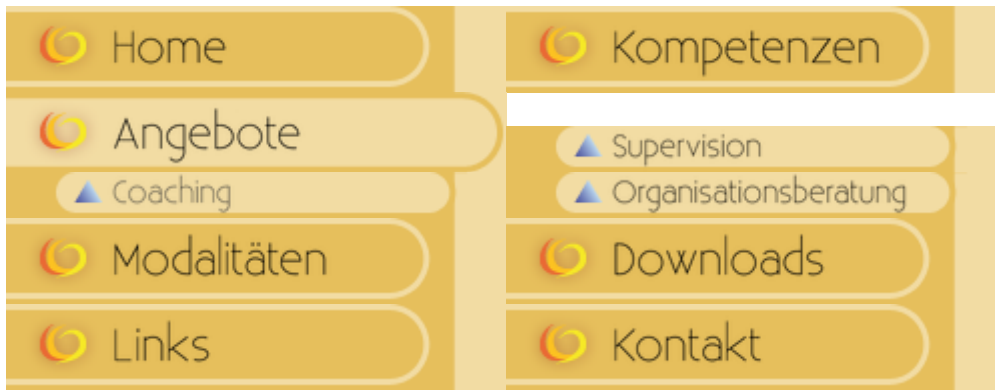 Home
Kompetenzen
Angebote
Supervision
Coaching
Organisationsberatung
Modalitäten
Downloads
Links
Kontakt